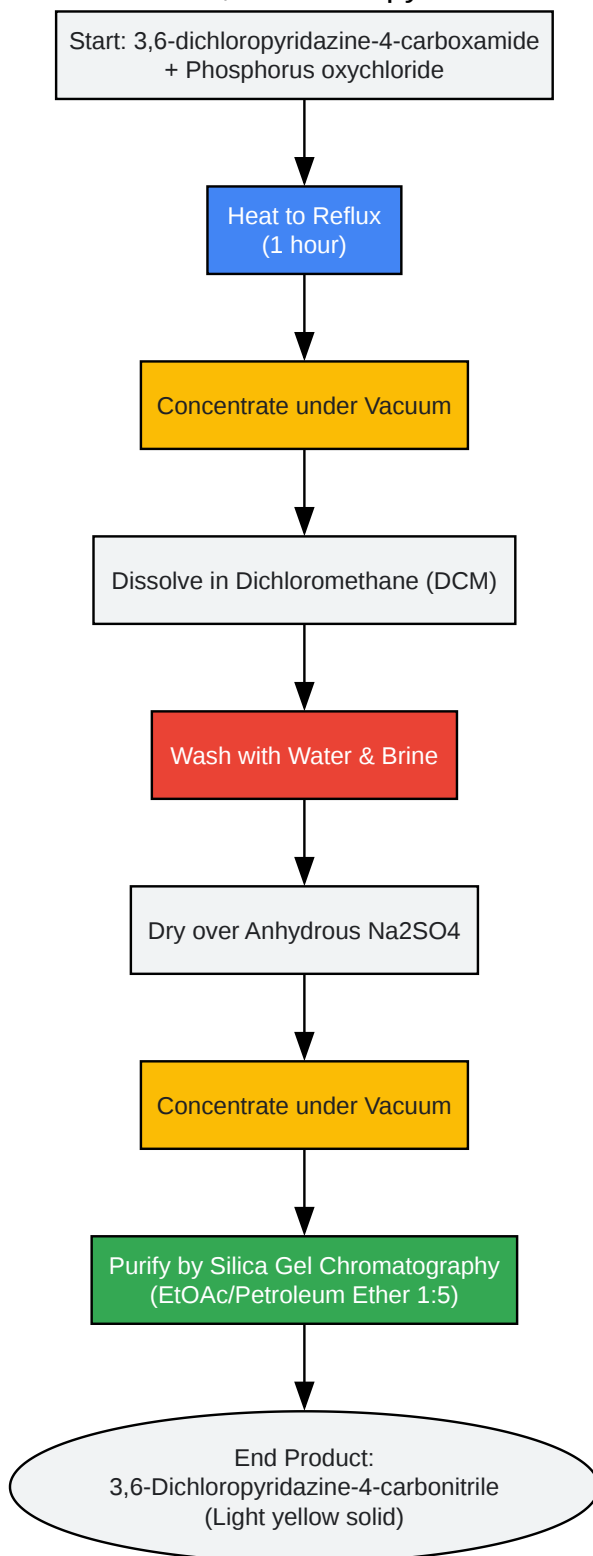 Start: 3,6-dichloropyridazine-4-carboxamide
+ Phosphorus oxychloride
Heat to Reflux
(1 hour)
Concentrate under Vacuum
Dissolve in Dichloromethane (DCM)
Wash with Water & Brine
Dry over Anhydrous Na2SO4
Concentrate under Vacuum
Purify by Silica Gel Chromatography
(EtOAc/Petroleum Ether 1:5)
End Product:
3,6-Dichloropyridazine-4-carbonitrile
(Light yellow solid)